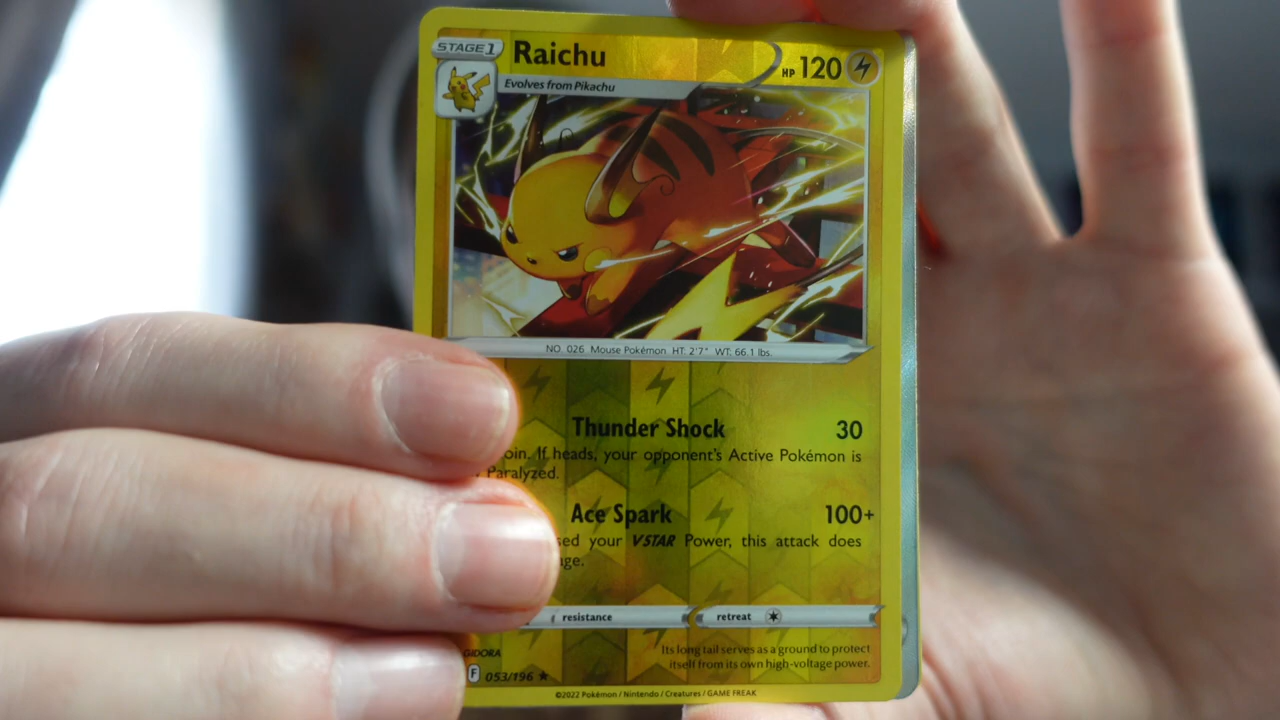 STAGE 1 Raichu HP 120
Evolves from Pikachu
NO. 026 Mouse Pokémon HT: 2'7" WT: 66.1 lbs.
Thunder Shock 30
oin. If heads, your opponent's Active Pokémon is
Paralyzed.
Ace Spark 100+
sed your VSTAR Power, this attack does
age.
resistance retreat
Its long tail serves as a ground to protect
itself from its own high-voltage power.
GIDORA
F 053/196 ★
©2022 Pokémon / Nintendo / Creatures / GAME FREAK